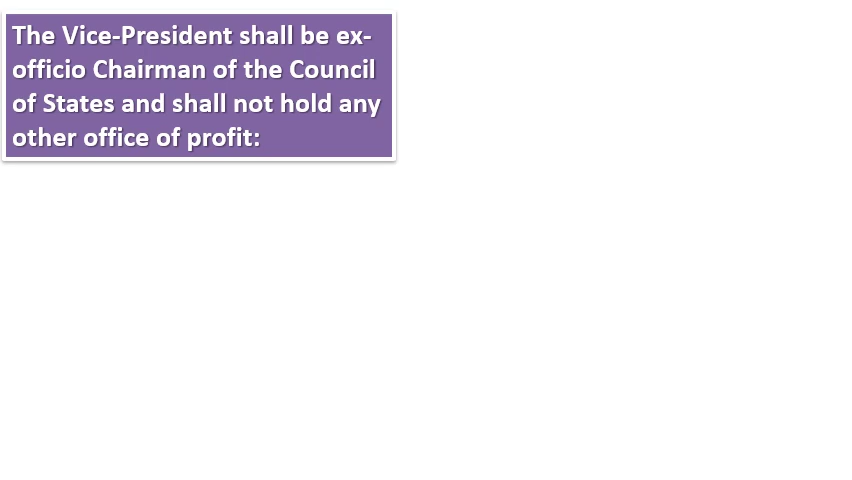 The Vice-President shall be ex-
officio Chairman of the Council
of States and shall not hold any
other office of profit: